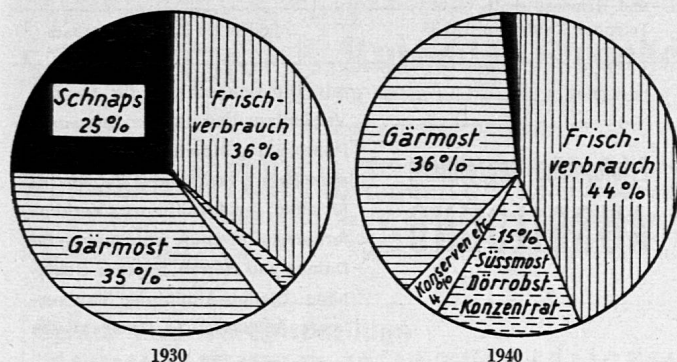 Schnaps
25%
Frisch-
verbrauch
36%
Gärmost
35%
1930
Gärmost
36%
Frisch-
verbrauch
44%
Konserven etc.
4%
15%
Süssmost
Dörrobst
Konzentrat
1940